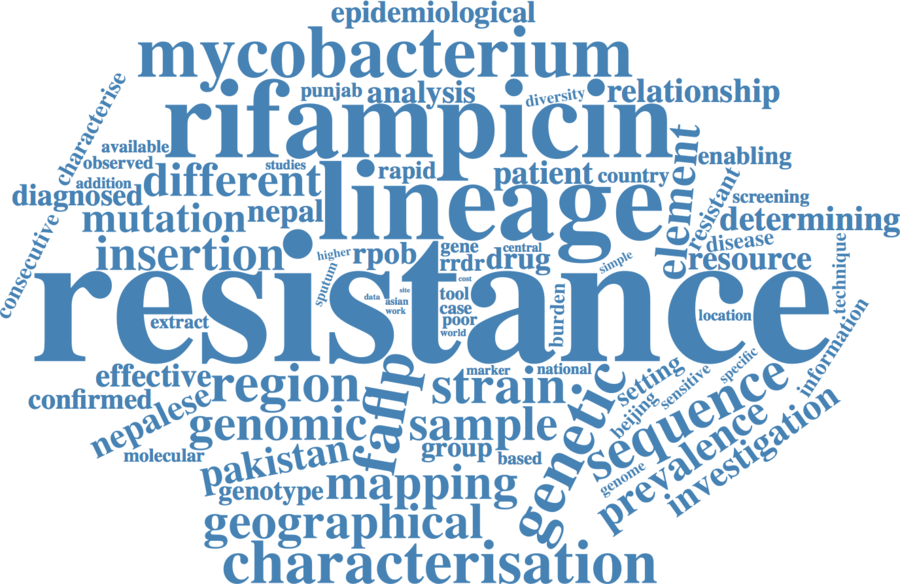 epidemiological
mycobacterium
punjab
analysis
diversity
relationship
rifampicin
characterise
available
observed
studies
rapid
patient
country
element
enabling
addition
diagnosed
different
lineage
resistant
screening
mutation
nepal
determining
consecutive
insertion
higher
rpob
gene
central
rrdr
drug
simple
disease
resource
technique
resistance
sputum
data
site
asian
work
cost
tool
case
poor
world
burden
extract
location
information
effective
region
faflp
marker
national
strain
genetic
setting
specific
sensitive
beijing
confirmed
nepalese
genomic
sample
sequence
molecular
group
based
pakistan
genome
prevalence
investigation
genotype
mapping
geographical
characterisation